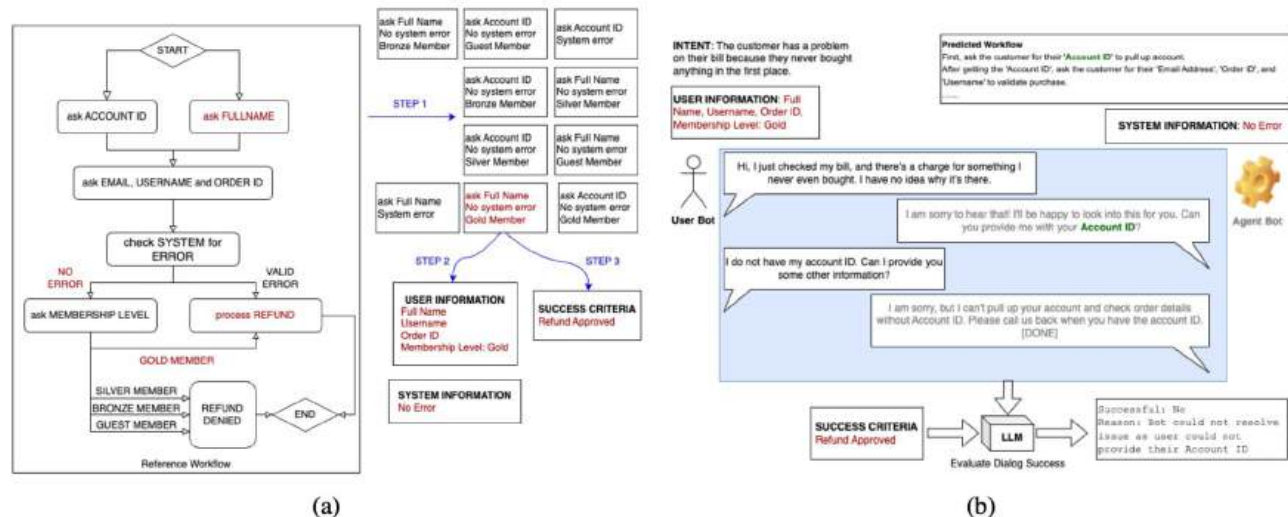 START
ask ACCOUNT ID
ask FULLNAME
ask EMAIL, USERNAME and ORDER ID
check SYSTEM for
ERROR
NO
ERROR
VALID
ERROR
ask MEMBERSHIP LEVEL
process REFUND
GOLD MEMBER
SILVER MEMBER
BRONZE MEMBER
GUEST MEMBER
REFUND
DENIED
END
Reference Workflow
STEP 1
ask Full Name
No system error
Bronze Member
ask Account ID
No system error
Guest Member
ask Account ID
System error
ask Account ID
No system error
Bronze Member
ask Account ID
No system error
Silver Member
ask Account ID
No system error
Silver Member
ask Full Name
No system error
Guest Member
ask Full Name
System error
ask Full Name
No system error
Gold Member
ask Account ID
No system error
Gold Member
STEP 2
STEP 3
USER INFORMATION
Full Name
Username
Order ID
Membership Level: Gold
SUCCESS CRITERIA
Refund Approved
SYSTEM INFORMATION
No Error
(a)
INTENT: The customer has a problem
on their bill because they never bought
anything in the first place.
USER INFORMATION: Full
Name, Username, Order ID,
Membership Level: Gold
Predicted Workflow
First, ask the customer for their 'Account ID' to pull up account.
After getting the 'Account ID', ask the customer for their 'Email Address', 'Order ID', and
'Username' to validate purchase.
........
SYSTEM INFORMATION: No Error
User Bot
Hi, I just checked my bill, and there's a charge for something I
never even bought. I have no idea why it's there.
Agent Bot
I am sorry to hear that! I'll be happy to look into this for you. Can
you provide me with your Account ID?
I do not have my account ID. Can I provide you
some other information?
I am sorry, but I can't pull up your account and check order details
without Account ID. Please call us back when you have the account ID.
[DONE]
SUCCESS CRITERIA
Refund Approved
LLM
Evaluate Dialog Success
Successful: No
Reason: Bot could not resolve
issue as user could not
provide their Account ID
(b)